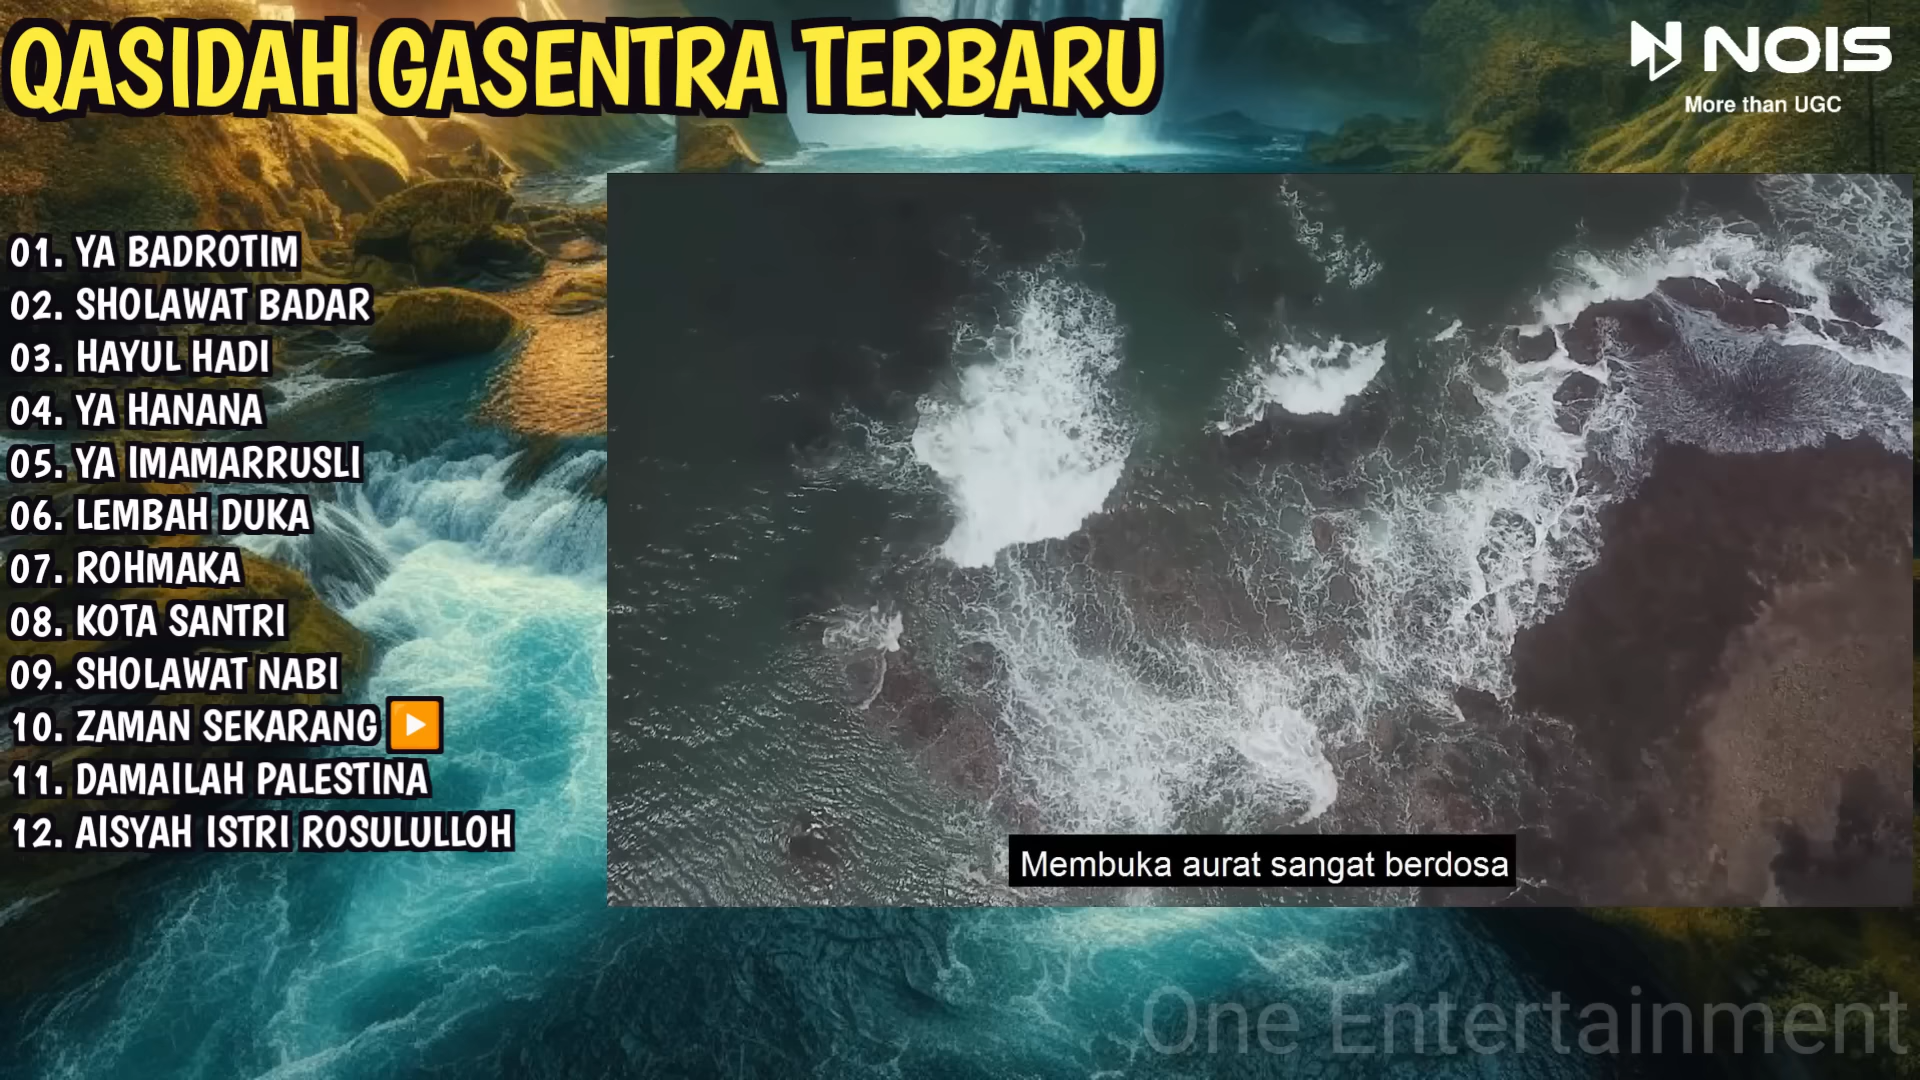 QASIDAH GASENTRA TERBARU
NOIS
More than UGC
01. YA BADROTIM
02. SHOLAWAT BADAR
03. HAYUL HADI
04. YA HANANA
05. YA IMAMARRUSLI
06. LEMBAH DUKA
07. ROHMAKA
08. KOTA SANTRI
09. SHOLAWAT NABI
10. ZAMAN SEKARANG
11. DAMAILAH PALESTINA
12. AISYAH ISTRI ROSULULLOH
Membuka aurat sangat berdosa
One Entertainment